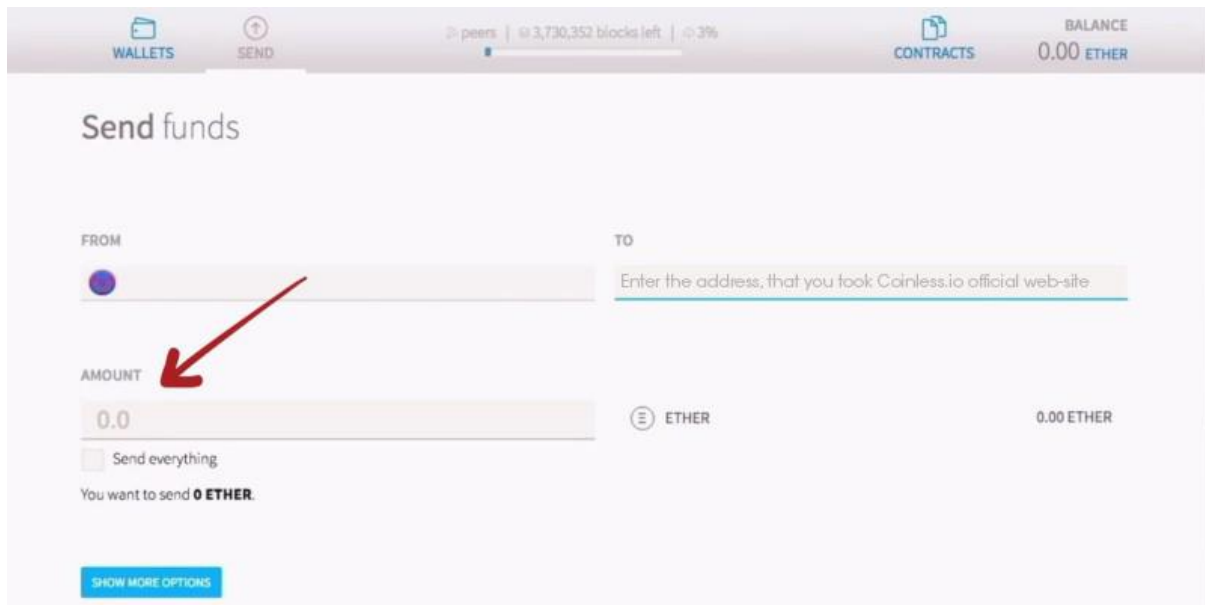 peers | 3,730,352 blocks left | 3%
BALANCE
WALLETS
SEND
CONTRACTS
0.00 ETHER
Send funds
FROM
TO
Enter the address, that you took Coinless.io official web-site
AMOUNT
0.0
ETHER
0.00 ETHER
Send everything
You want to send 0 ETHER.
SHOW MORE OPTIONS